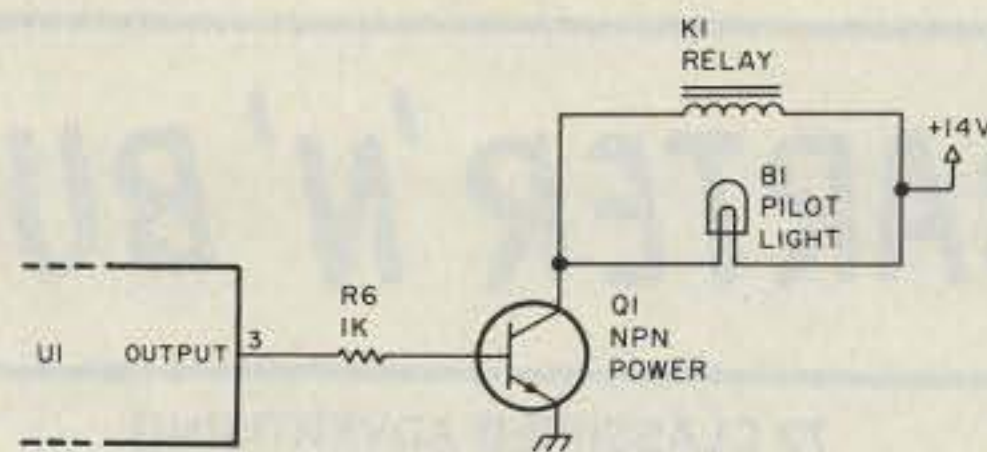 K1
RELAY
+14V
B1
PILOT
LIGHT
R6
1K
Q1
NPN
POWER
U1 OUTPUT 3